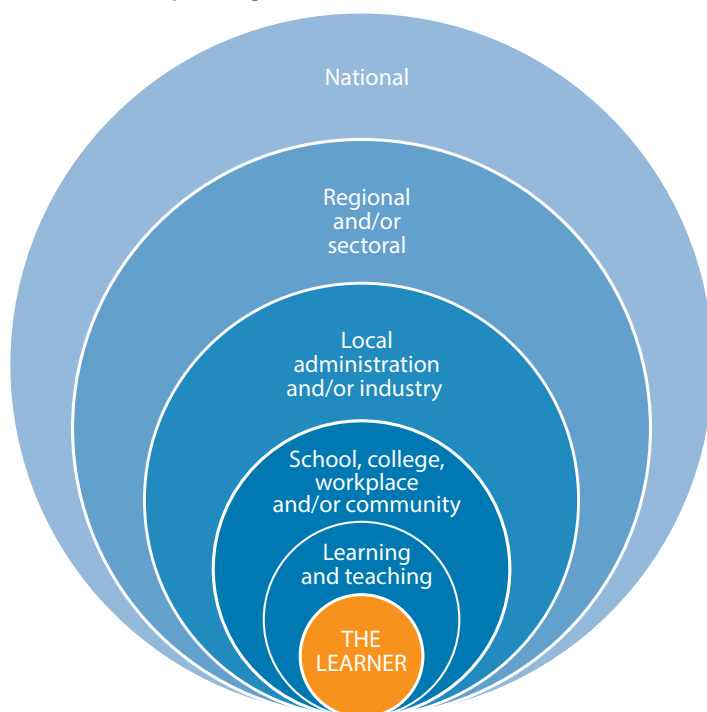 National
Regional
and/or
sectoral
Local
administration
and/or industry
School, college,
workplace
and/or community
Learning
and teaching
THE
LEARNER